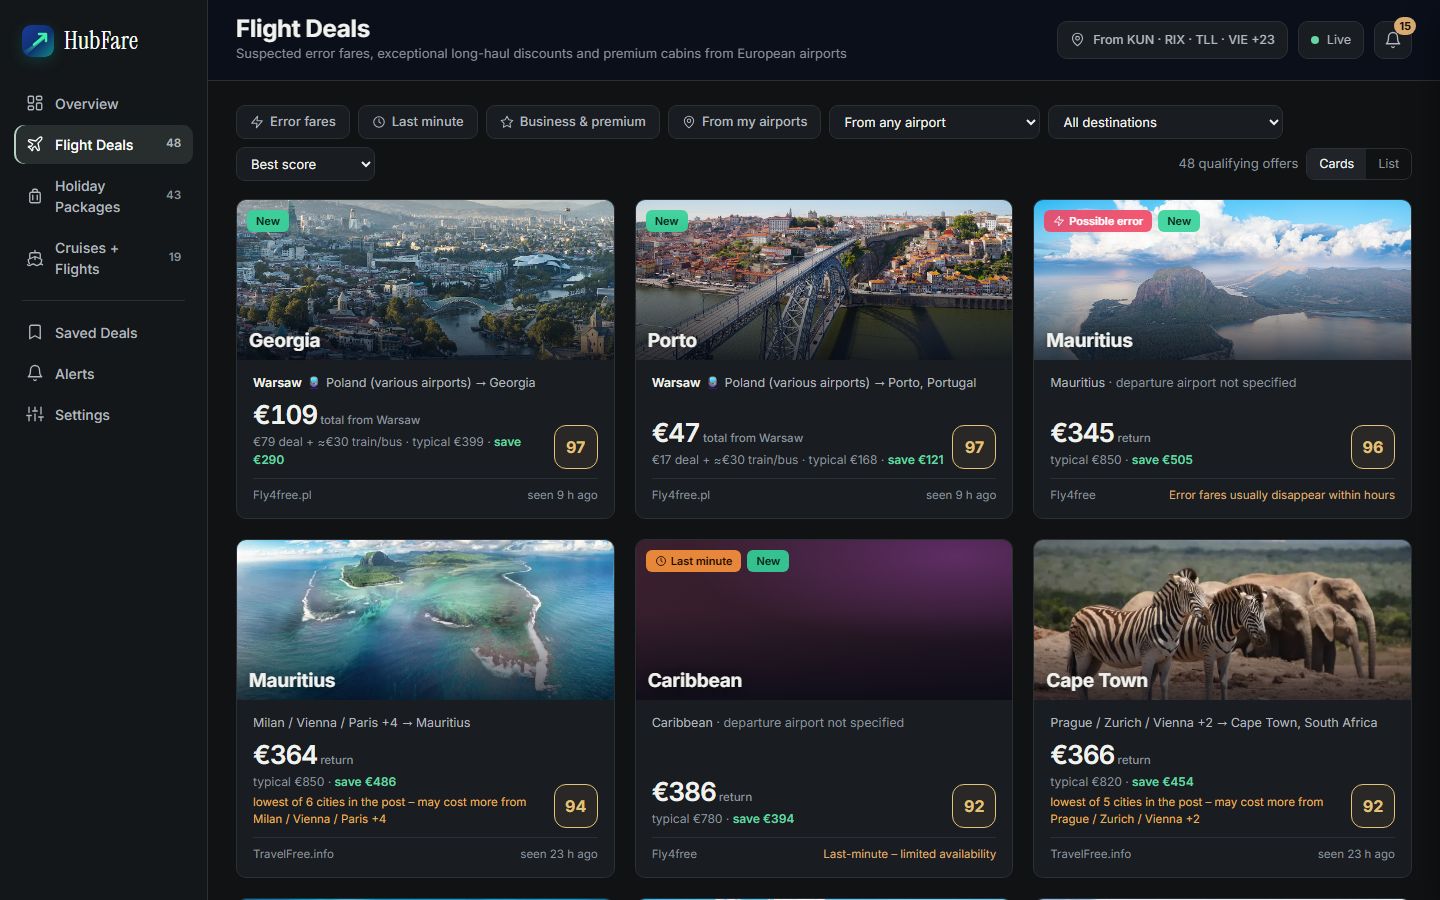 HubFare
Overview
Flight Deals 48
Holiday Packages 43
Cruises + Flights 19
Saved Deals
Alerts
Settings
Flight Deals
Suspected error fares, exceptional long-haul discounts and premium cabins from European airports
From KUN · RIX · TLL · VIE +23
Live
15
Error fares
Last minute
Business & premium
From my airports
From any airport
All destinations
Best score
48 qualifying offers
Cards
List
New
Georgia
Warsaw Poland (various airports) → Georgia
€109 total from Warsaw
€79 deal + ≈€30 train/bus · typical €399 · save
€290
97
Fly4free.pl
seen 9 h ago
New
Porto
Warsaw Poland (various airports) → Porto, Portugal
€47 total from Warsaw
€17 deal + ≈€30 train/bus · typical €168 · save €121
97
Fly4free.pl
seen 9 h ago
Possible error
New
Mauritius
Mauritius · departure airport not specified
€345 return
typical €850 · save €505
96
Fly4free
Error fares usually disappear within hours
Mauritius
Milan / Vienna / Paris +4 → Mauritius
€364 return
typical €850 · save €486
lowest of 6 cities in the post – may cost more from
Milan / Vienna / Paris +4
94
TravelFree.info
seen 23 h ago
Last minute
New
Caribbean
Caribbean · departure airport not specified
€386 return
typical €780 · save €394
92
Fly4free
Last-minute – limited availability
Cape Town
Prague / Zurich / Vienna +2 → Cape Town, South Africa
€366 return
typical €820 · save €454
lowest of 5 cities in the post – may cost more from
Prague / Zurich / Vienna +2
92
TravelFree.info
seen 23 h ago